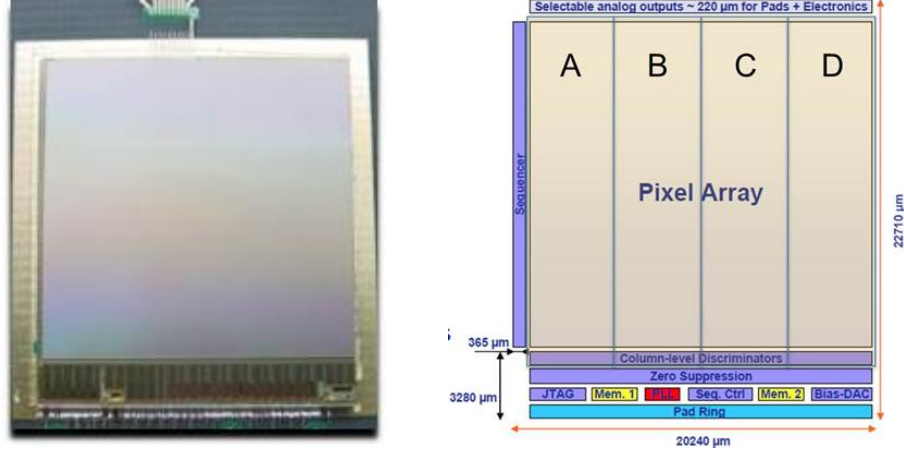 Selectable analog outputs ~ 220 µm for Pads + Electronics
A B C D
Sequencer
Pixel Array
22710 µm
365 µm
Column-level Discriminators
Zero Suppression
3280 µm
JTAG Mem. 1 PLL Seq. Ctrl Mem. 2 Bias-DAC
Pad Ring
20240 µm